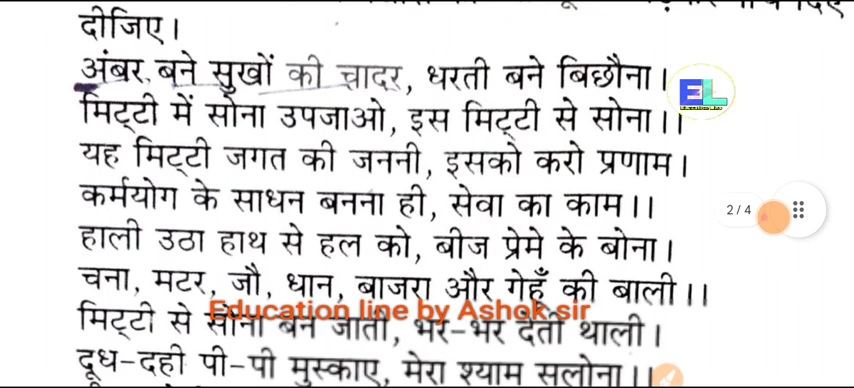 दीजिए।
अंबर बने सुखों की चादर, धरती बने बिछौना।
मिट्टी में सोना उपजाओ, इस मिट्टी से सोना।।
यह मिट्टी जगत की जननी, इसको करो प्रणाम।
कर्मयोग के साधन बनना ही, सेवा का काम।।
हाली उठा हाथ से हल को, बीज प्रेमे के बोना।
चना, मटर, जौ, धान, बाजरा और गेहूँ की बाली।।
Education line by Ashok sir
मिट्टी से सोना बन जाती, भर-भर देती थाली।
दूध-दही पी-पी मुस्काए, मेरा श्याम सलोना।।
EL
2/4